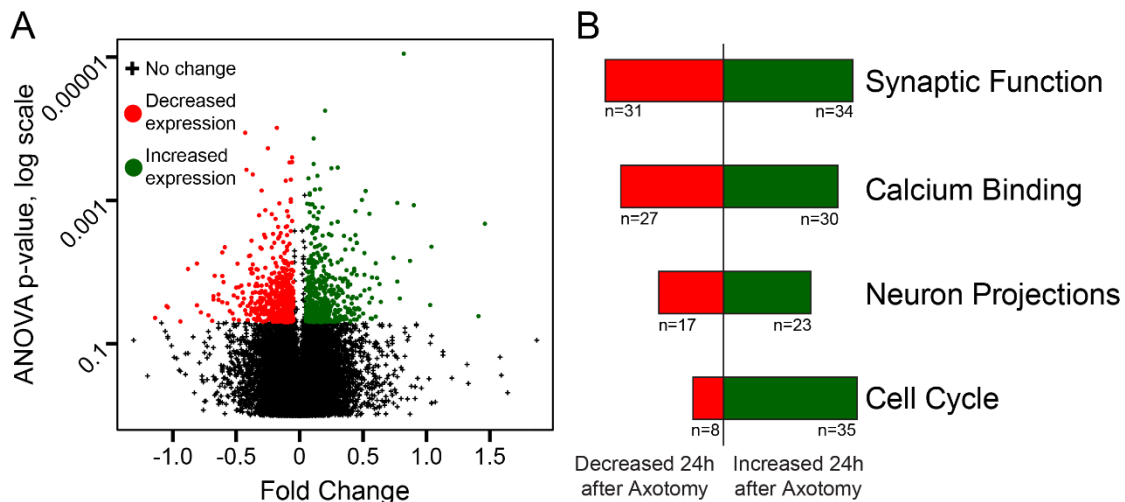 A
ANOVA p-value, log scale
0.00001
0.001
0.1
No change
Decreased
expression
Increased
expression
-1.0
-0.5
0
0.5
1.0
1.5
Fold Change
B
n=31
n=34
Synaptic Function
n=27
n=30
Calcium Binding
n=17
n=23
Neuron Projections
n=8
n=35
Cell Cycle
Decreased 24h
after Axotomy
Increased 24h
after Axotomy